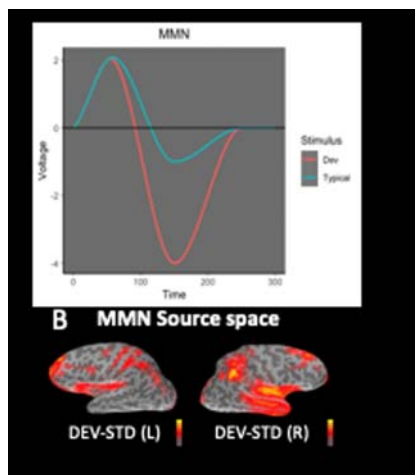 MMN
2
0
-2
-4
Voltage
0
100
200
300
Time
Stimulus
Dev
Typical
B MMN Source space
DEV-STD (L)
DEV-STD (R)